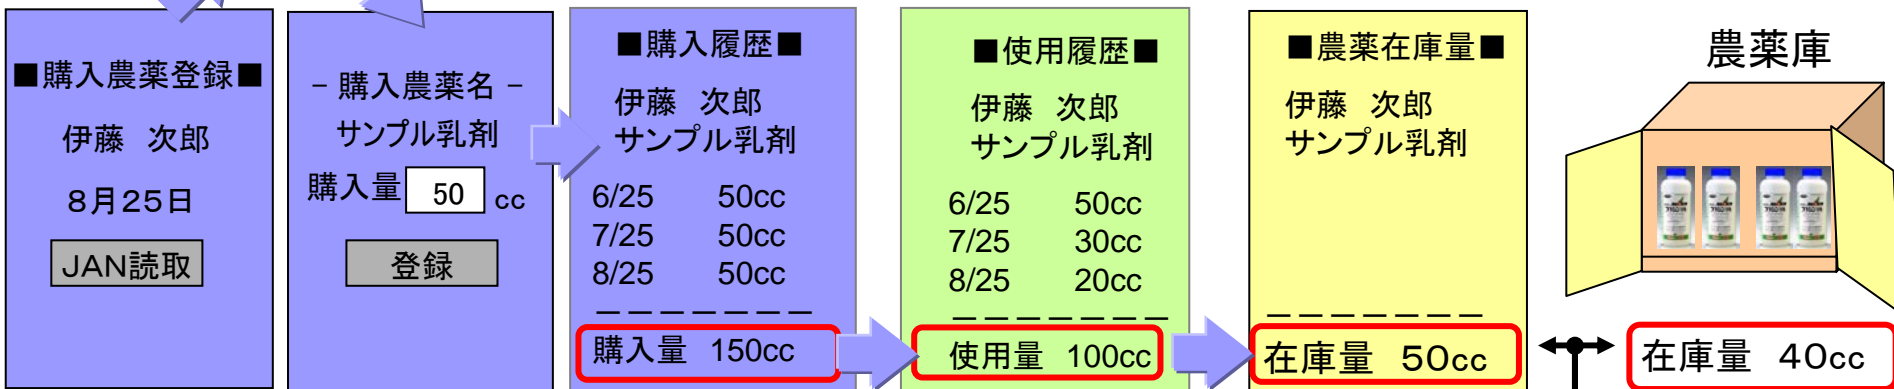 ■購入農薬登録■
伊藤　次郎
8月25日
JAN読取
－購入農薬名－
サンプル乳剤
購入量 50 cc
登録
■購入履歴■
伊藤　次郎
サンプル乳剤
6/25 50cc
7/25 50cc
8/25 50cc
－－－－－－－
購入量 150cc
■使用履歴■
伊藤　次郎
サンプル乳剤
6/25 50cc
7/25 30cc
8/25 20cc
－－－－－－－
使用量 100cc
■農薬在庫量■
伊藤　次郎
サンプル乳剤
－－－－－－－
在庫量 50cc
農薬庫
在庫量 40cc